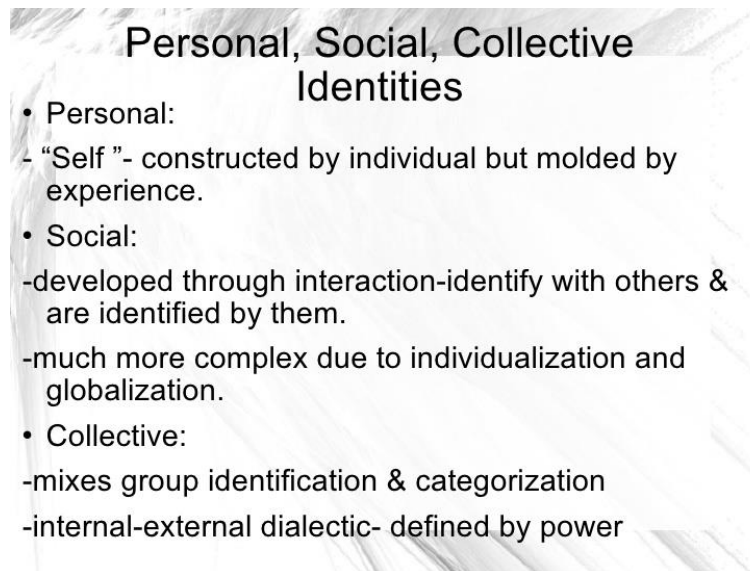 Personal, Social, Collective
Identities
• Personal:
- “Self ”- constructed by individual but molded by
experience.
• Social:
-developed through interaction-identify with others &
are identified by them.
-much more complex due to individualization and
globalization.
• Collective:
-mixes group identification & categorization
-internal-external dialectic- defined by power